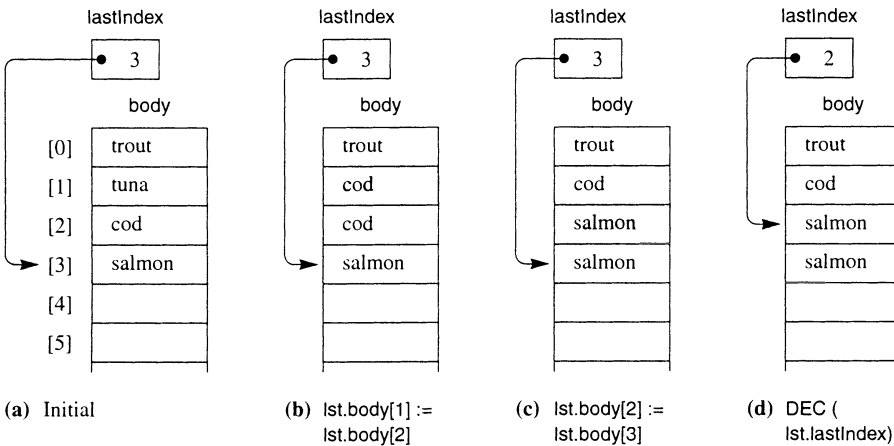 lastIndex lastIndex lastIndex lastIndex
3 3 3 2
body body body body
[0] trout trout trout trout
[1] tuna cod cod cod
[2] cod cod salmon salmon
[3] salmon salmon salmon salmon
[4]
[5]
(a) Initial (b) lst.body[1] := (c) lst.body[2] := (d) DEC (
lst.body[2] lst.body[3] lst.lastIndex)